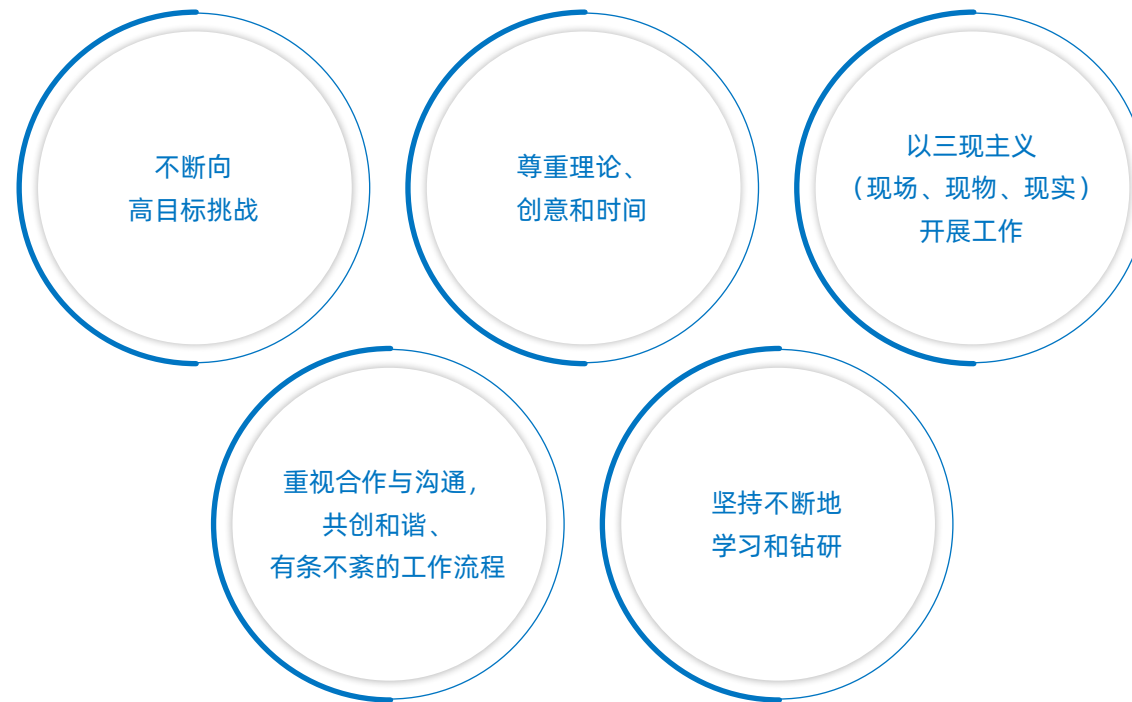 不断向
高目标挑战
尊重理论、
创意和时间
以三现主义
（现场、现物、现实）
开展工作
重视合作与沟通，
共创和谐、
有条不紊的工作流程
坚持不断地
学习和钻研